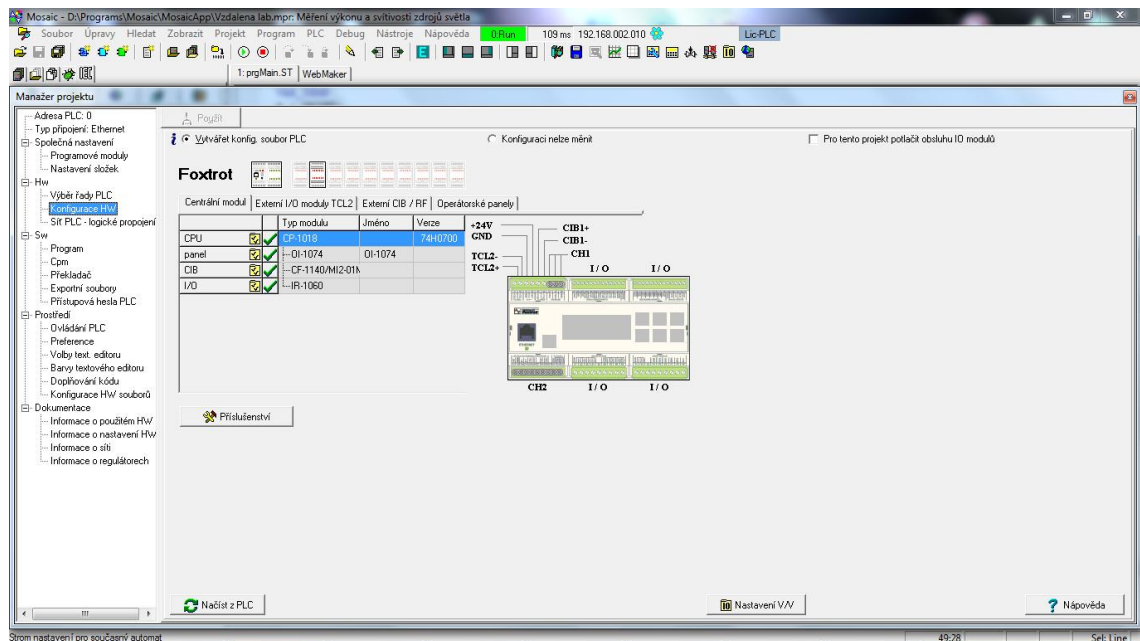 Mosaic - D:\Programs\Mosaic\MosaicApp\Vzdalena lab.mpr: Měření výkonu a svítivosti zdrojů světla
Soubor Úpravy Hledat Zobrazit Projekt Program PLC Debug Nástroje Nápověda 0:Run 109 ms 192.168.002.010 Lic-PLC
1: prgMain.ST WebMaker
Manažer projektu
Adresa PLC: 0
Typ připojení: Ethernet
Společná nastavení
Programové moduly
Nastavení složek
Hw
Výběr řady PLC
Konfigurace HW
Síť PLC - logické propojení
Sw
Program
Cpm
Překladač
Exportní soubory
Přístupová hesla PLC
Prostředí
Ovládání PLC
Preference
Volby text. editoru
Barvy textového editoru
Doplňování kódu
Konfigurace HW souborů
Dokumentace
Informace o použitém HW
Informace o nastavení HW
Informace o síti
Informace o regulátorech
Použít
Vytvářet konfig. soubor PLC Konfiguraci nelze měnit Pro tento projekt potlačit obsluhu IO modulů
Foxtrot
Centrální modul Externí I/O moduly TCL2 Externí CIB / RF Operátorské panely
Typ modulu Jméno Verze
CPU CP-1018 74H0700
panel OI-1074 OI-1074
CIB CF-1140/MI2-01M
I/O IR-1060
+24V
GND
TCL2-
TCL2+
CIB1+
CIB1-
CH1
I/O I/O
CH2 I/O I/O
Příslušenství
Načíst z PLC Nastavení V/V Nápověda
Strom nastavení pro současný automat 49:28 Sel: Line